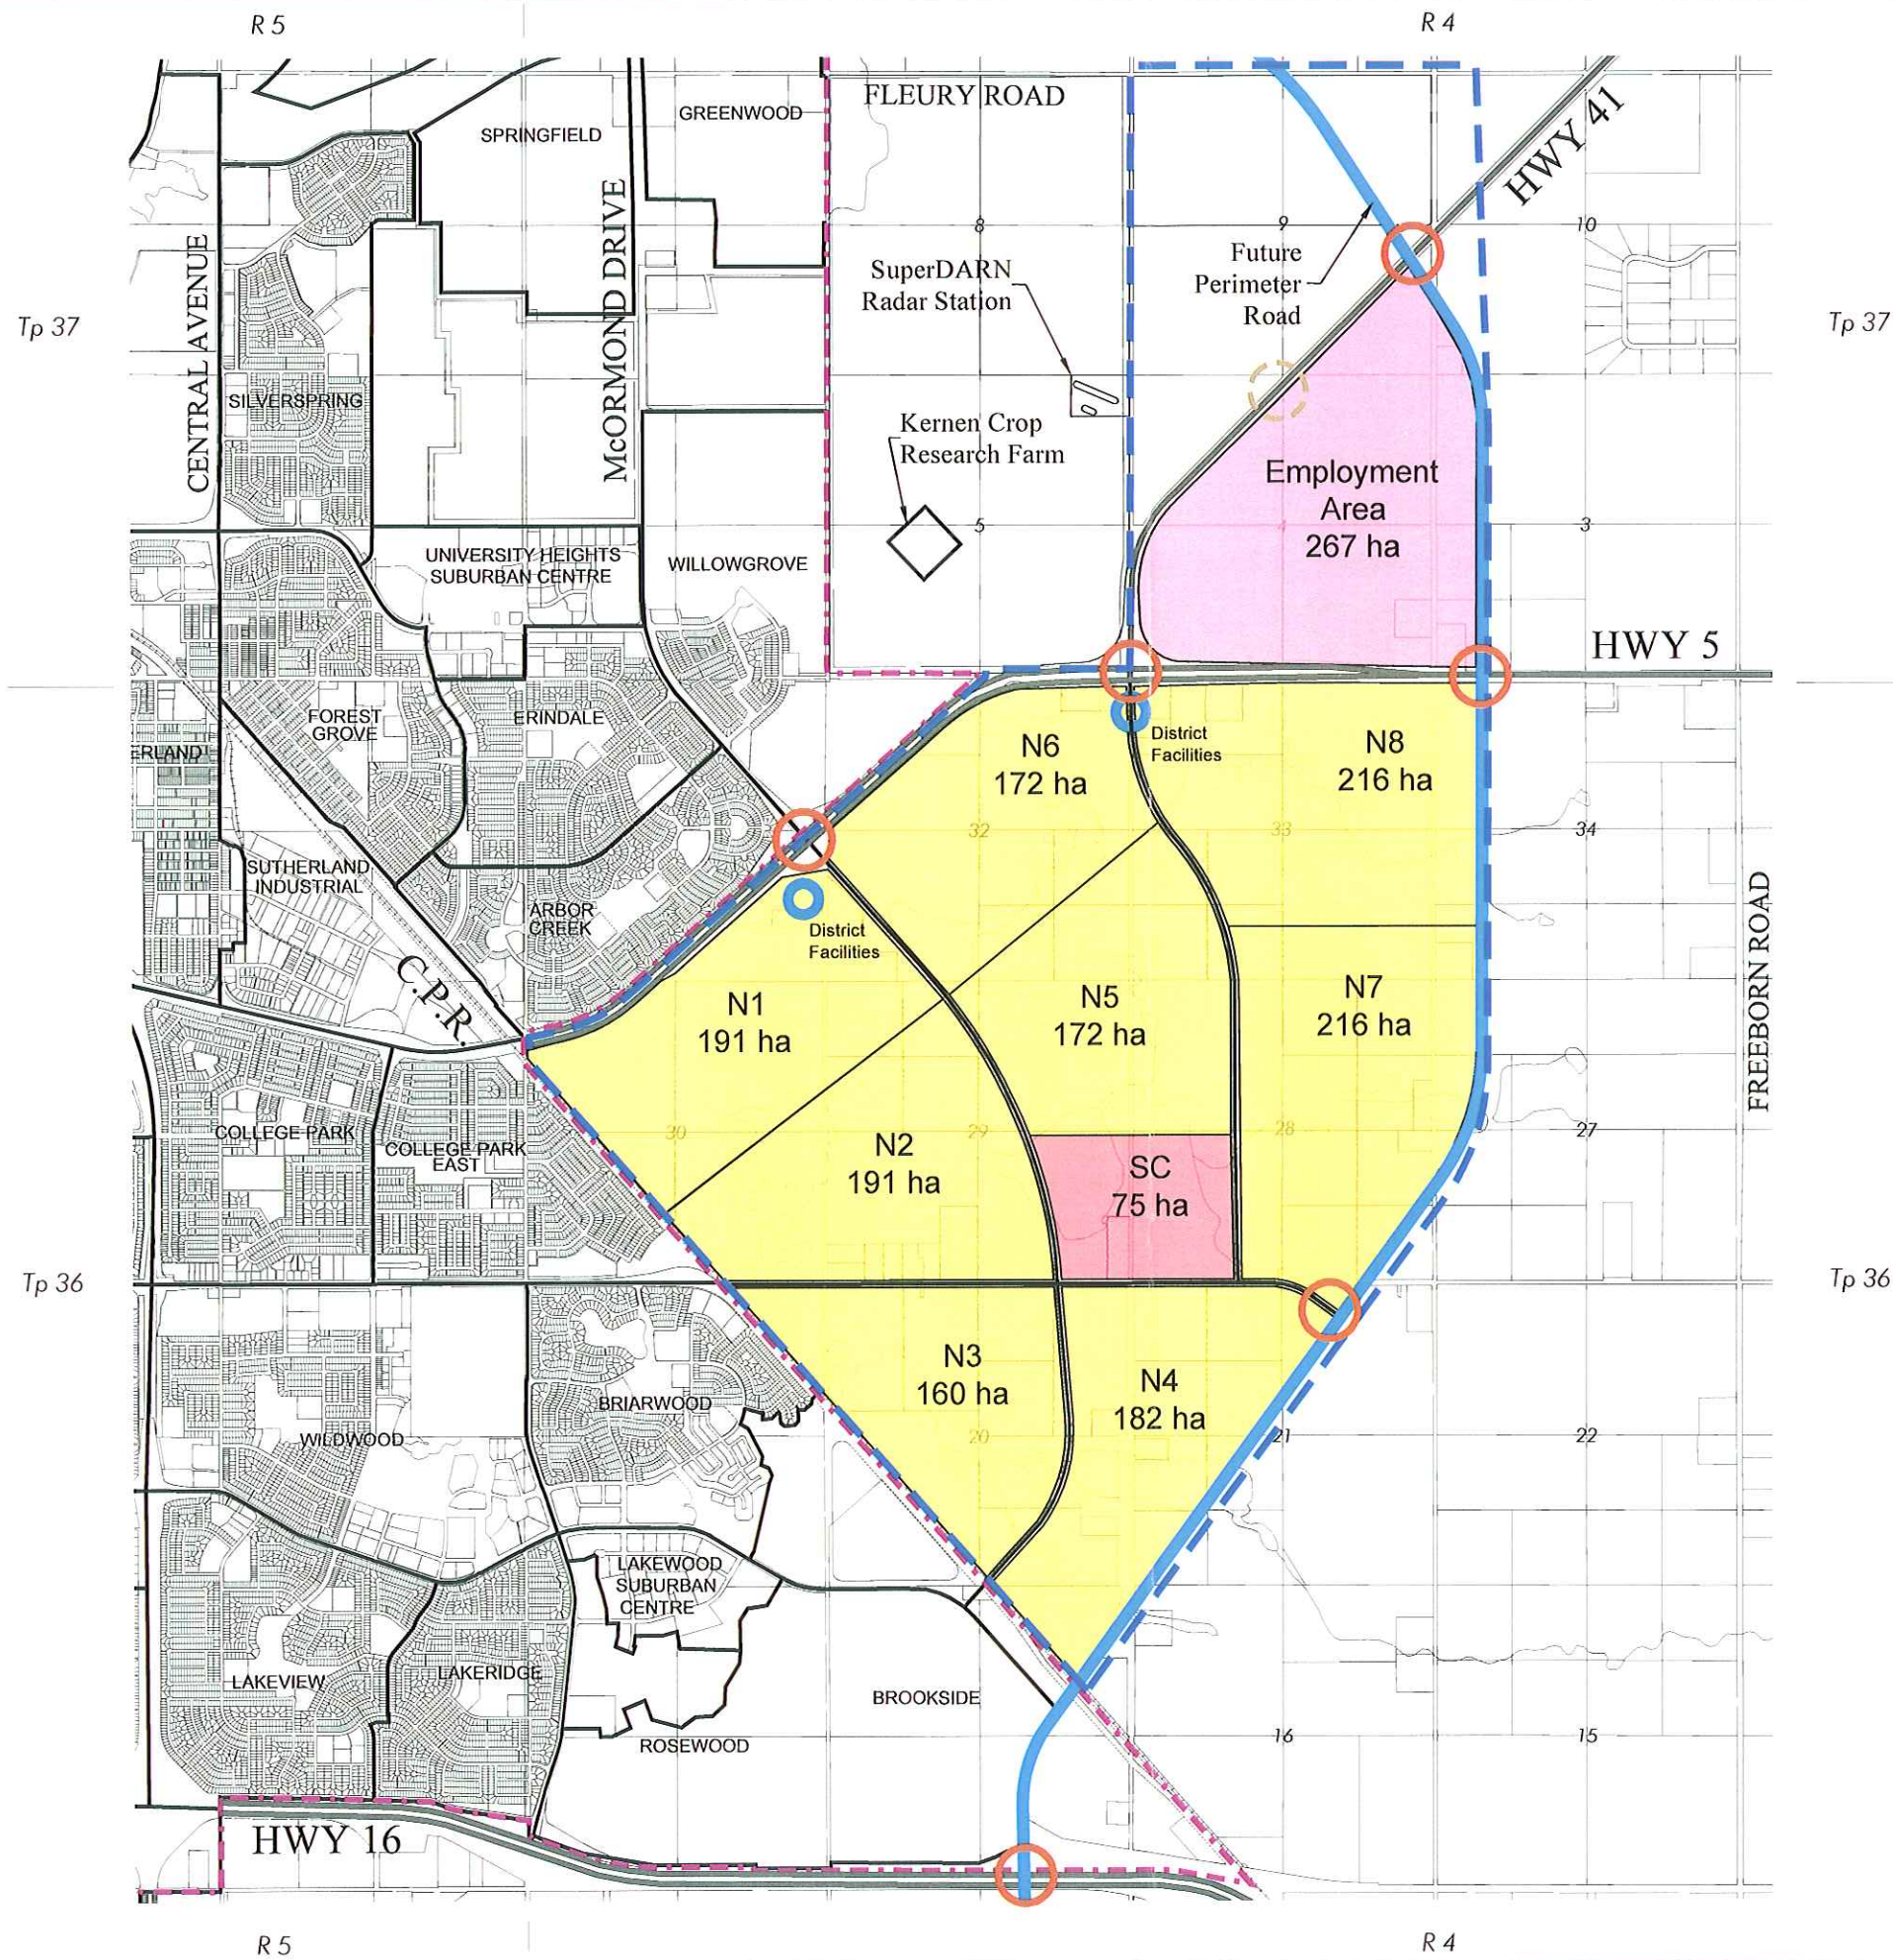 R 5
R 4
FLEURY ROAD
GREENWOOD
SPRINGFIELD
HWY 41
CENTRAL AVENUE
McORMOND DRIVE
8
9
10
Future
Perimeter
Road
SuperDARN
Radar Station
Tp 37
Tp 37
SILVERSPRING
Kernen Crop
Research Farm
Employment
Area
267 ha
5
4
3
UNIVERSITY HEIGHTS
SUBURBAN CENTRE
WILLOWGROVE
HWY 5
FOREST
GROVE
ERINDALE
ERLAND
N6
172 ha
District
Facilities
N8
216 ha
32
33
34
SUTHERLAND
INDUSTRIAL
ARBOR
CREEK
District
Facilities
FREEBORN ROAD
C.P.R.
N1
191 ha
N5
172 ha
N7
216 ha
COLLEGE PARK
COLLEGE PARK
EAST
30
29
28
27
N2
191 ha
SC
75 ha
Tp 36
Tp 36
N3
160 ha
N4
182 ha
BRIARWOOD
WILDWOOD
20
21
22
LAKEWOOD
SUBURBAN
CENTRE
LAKEVIEW
LAKERIDGE
BROOKSIDE
ROSEWOOD
16
15
HWY 16
R 5
R 4